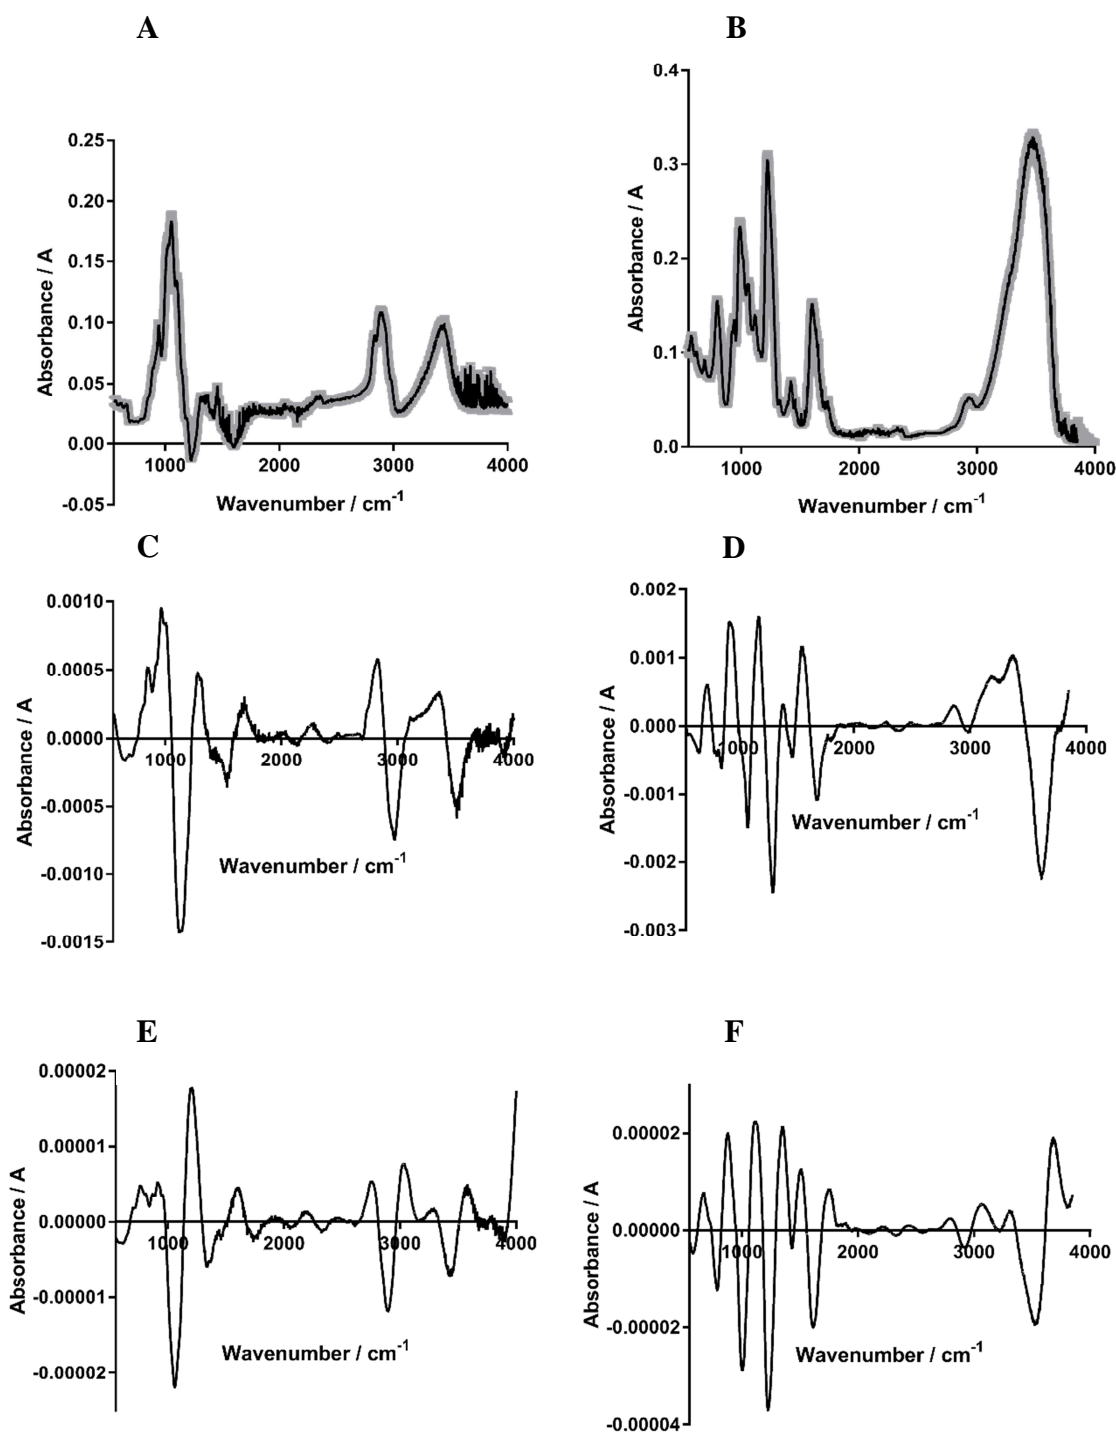 A
B
0.25
0.20
0.15
0.10
0.05
0.00
-0.05
1000 2000 3000 4000
Absorbance / A
Wavenumber / cm-1
0.4
0.3
0.2
0.1
0.0
1000 2000 3000 4000
Absorbance / A
Wavenumber / cm-1
C
D
0.0010
0.0005
0.0000
-0.0005
-0.0010
-0.0015
1000 2000 3000 4000
Absorbance / A
Wavenumber / cm-1
0.002
0.001
0.000
-0.001
-0.002
-0.003
1000 2000 3000 4000
Absorbance / A
Wavenumber / cm-1
E
F
0.00002
0.00001
0.00000
-0.00001
-0.00002
1000 2000 3000 4000
Absorbance / A
Wavenumber / cm-1
0.00002
0.00000
-0.00002
-0.00004
1000 2000 3000 4000
Absorbance / A
Wavenumber / cm-1